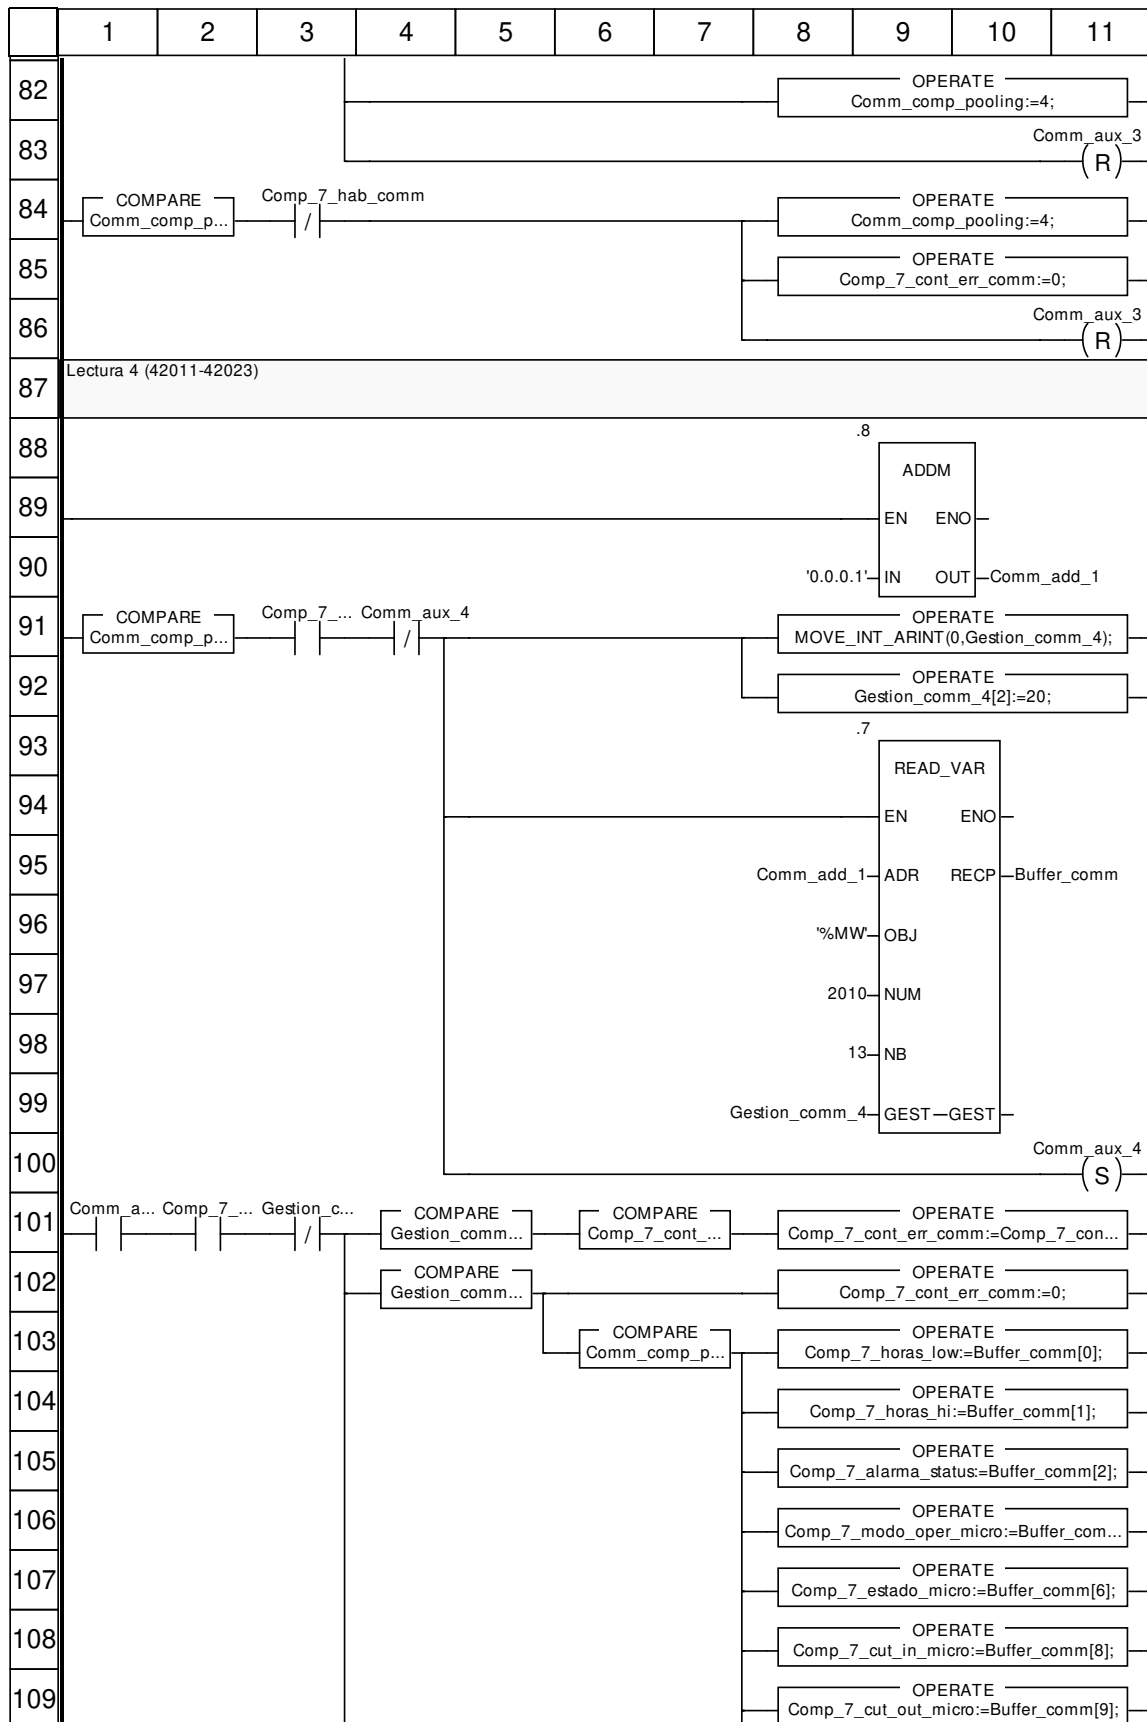 1 2 3 4 5 6 7 8 9 10 11
82
OPERATE
Comm_comp_pooling:=4;
83
Comm_aux_3
R
84
COMPARE
Comm_comp_p...
Comp_7_hab_comm
/
OPERATE
Comm_comp_pooling:=4;
85
OPERATE
Comp_7_cont_err_comm:=0;
86
Comm_aux_3
R
87
Lectura 4 (42011-42023)
88
.8
ADDM
89
EN ENO
90
'0.0.0.1' IN OUT Comm_add_1
91
COMPARE
Comm_comp_p...
Comp_7_... Comm_aux_4
/
OPERATE
MOVE_INT_ARINT(0,Gestion_comm_4);
92
OPERATE
Gestion_comm_4[2]:=20;
93
.7
READ_VAR
94
EN ENO
95
Comm_add_1 ADR RECP Buffer_comm
96
'%MW' OBJ
97
2010 NUM
98
13 NB
99
Gestion_comm_4 GEST GEST
100
Comm_aux_4
S
101
Comm_a... Comp_7_... Gestion_c...
/
COMPARE
Gestion_comm...
COMPARE
Comp_7_cont_...
OPERATE
Comp_7_cont_err_comm:=Comp_7_con...
102
COMPARE
Gestion_comm...
OPERATE
Comp_7_cont_err_comm:=0;
103
COMPARE
Comm_comp_p...
OPERATE
Comp_7_horas_low:=Buffer_comm[0];
104
OPERATE
Comp_7_horas_hi:=Buffer_comm[1];
105
OPERATE
Comp_7_alarma_status:=Buffer_comm[2];
106
OPERATE
Comp_7_modo_oper_micro:=Buffer_com...
107
OPERATE
Comp_7_estado_micro:=Buffer_comm[6];
108
OPERATE
Comp_7_cut_in_micro:=Buffer_comm[8];
109
OPERATE
Comp_7_cut_out_micro:=Buffer_comm[9];